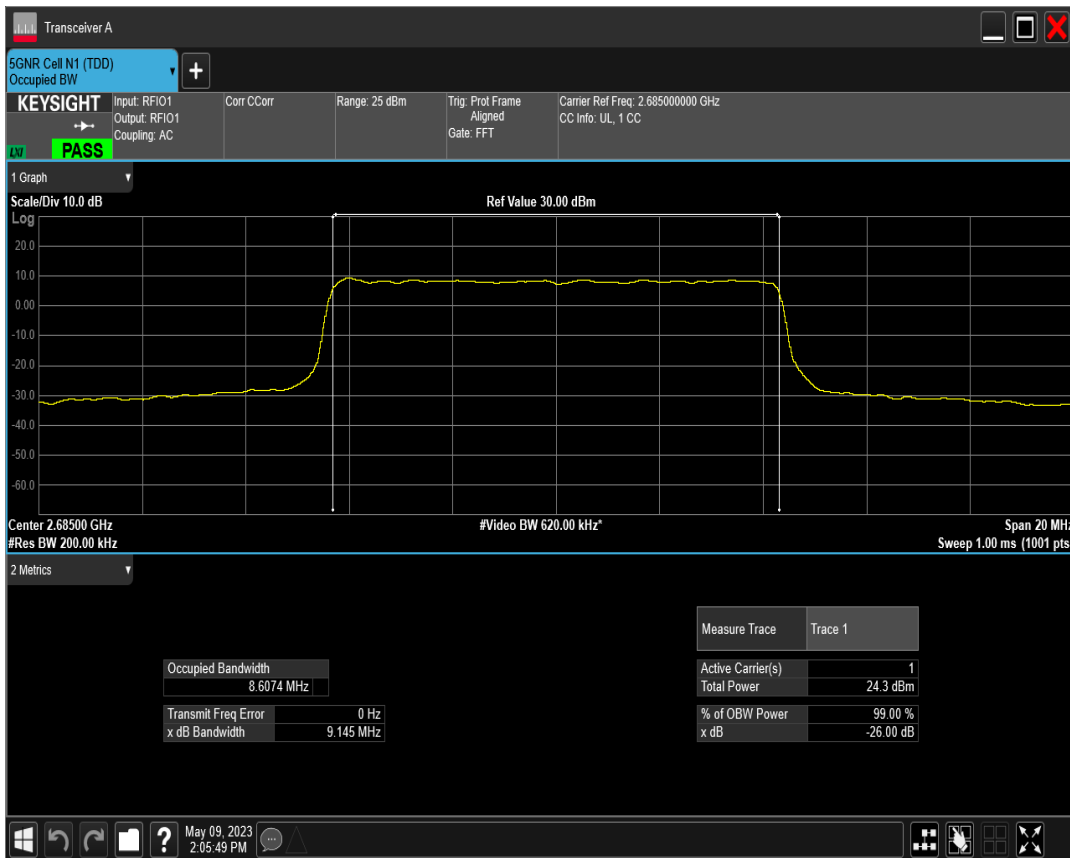 Transceiver A
5GNR Cell N1 (TDD)
Occupied BW
+
KEYSIGHT
LXI
PASS
Input: RFIO1
Output: RFIO1
Coupling: AC
Corr CCorr
Range: 25 dBm
Trig: Prot Frame
Aligned
Gate: FFT
Carrier Ref Freq: 2.685000000 GHz
CC Info: UL, 1 CC
1 Graph
Scale/Div 10.0 dB
Ref Value 30.00 dBm
Log
20.0
10.0
0.00
-10.0
-20.0
-30.0
-40.0
-50.0
-60.0
Center 2.68500 GHz
#Video BW 620.00 kHz*
Span 20 MHz
#Res BW 200.00 kHz
Sweep 1.00 ms (1001 pts
2 Metrics
Measure Trace Trace 1
Occupied Bandwidth
8.6074 MHz
Active Carrier(s) 1
Total Power 24.3 dBm
Transmit Freq Error 0 Hz
x dB Bandwidth 9.145 MHz
% of OBW Power 99.00 %
x dB -26.00 dB
?
May 09, 2023
2:05:49 PM